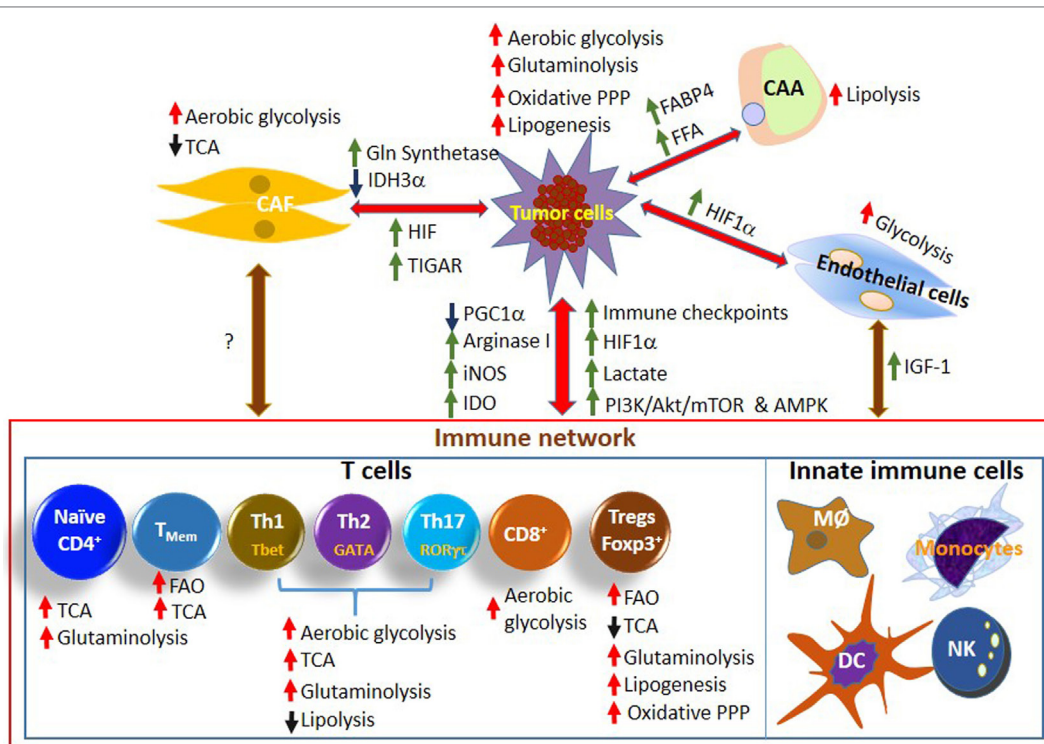 Aerobic glycolysis
Glutaminolysis
Oxidative PPP
Lipogenesis
CAA
Lipolysis
FABP4
FFA
Aerobic glycolysis
TCA
Gln Synthetase
IDH3α
CAF
Tumor cells
HIF
TIGAR
HIF1α
Glycolysis
Endothelial cells
?
PGC1α
Arginase I
iNOS
IDO
Immune checkpoints
HIF1α
Lactate
PI3K/Akt/mTOR & AMPK
IGF-1
Immune network
T cells
Naïve
CD4⁺
TMem
Th1
Tbet
Th2
GATA
Th17
RORγτ
CD8⁺
Tregs
Foxp3⁺
TCA
Glutaminolysis
FAO
TCA
Aerobic glycolysis
TCA
Glutaminolysis
Lipolysis
Aerobic
glycolysis
FAO
TCA
Glutaminolysis
Lipogenesis
Oxidative PPP
Innate immune cells
MØ
Monocytes
DC
NK